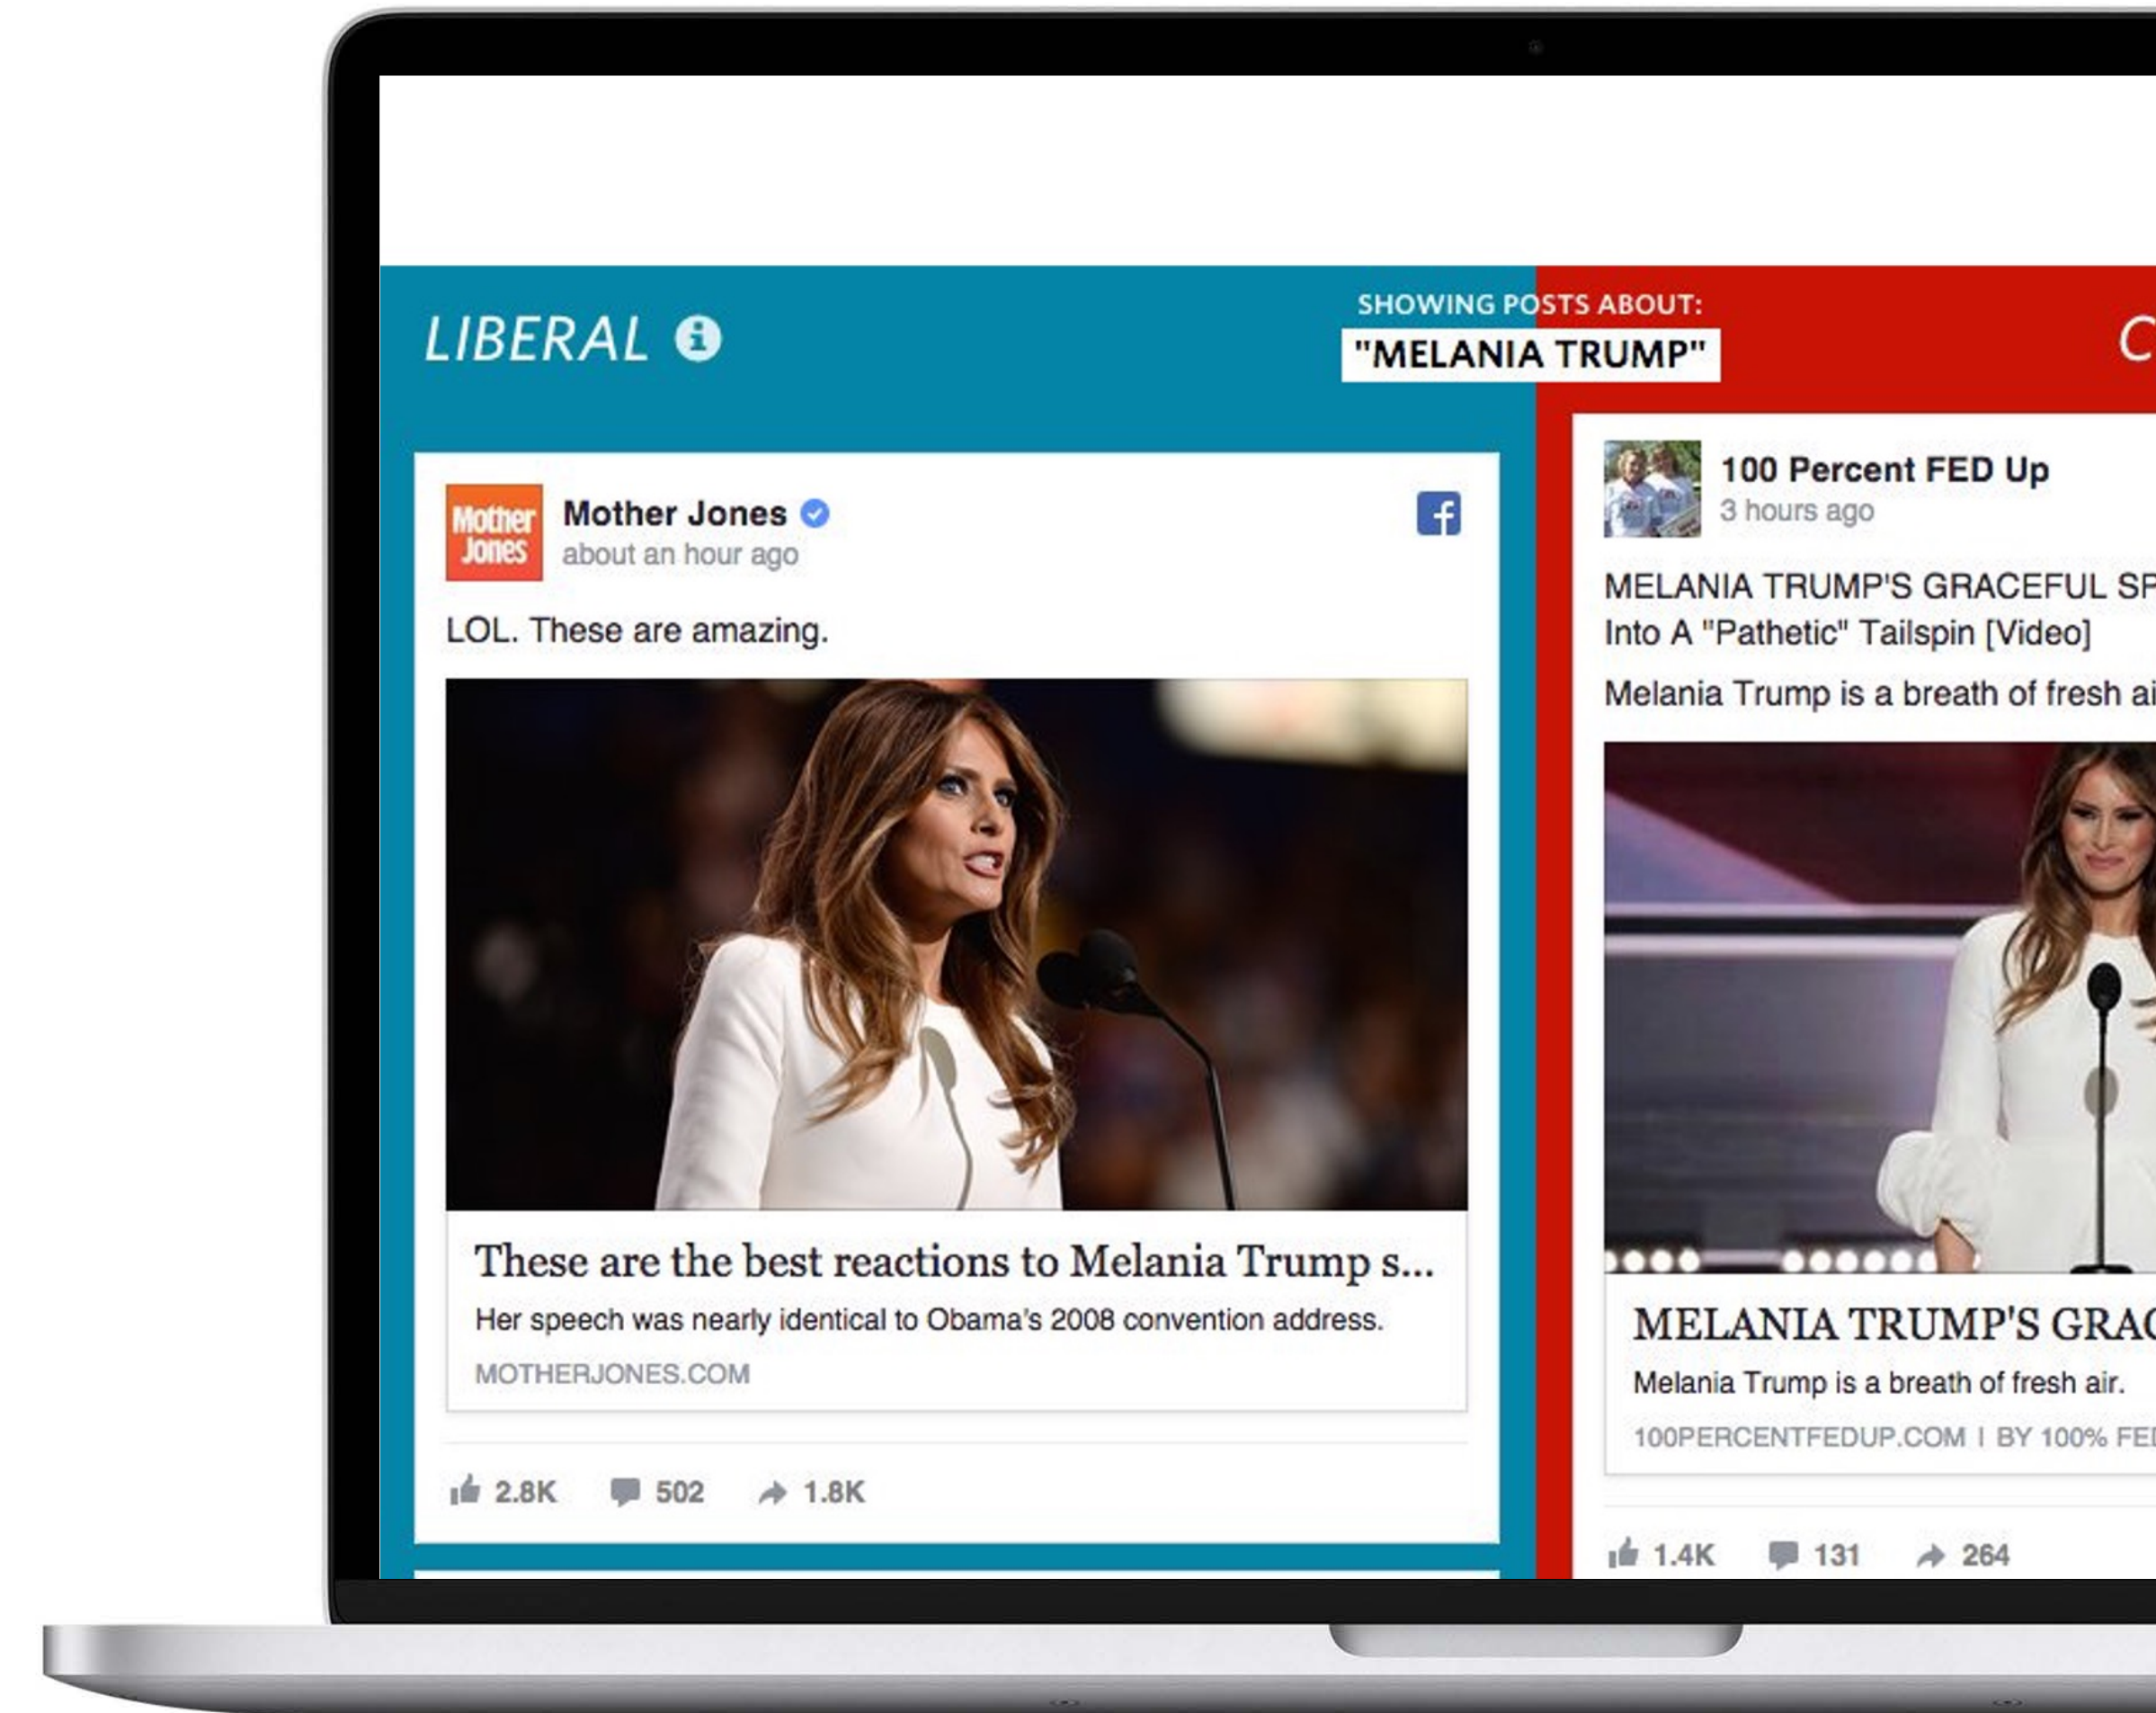 LIBERAL
SHOWING POSTS ABOUT:
"MELANIA TRUMP"
C
Mother
Jones
Mother Jones
about an hour ago
LOL. These are amazing.
These are the best reactions to Melania Trump s...
Her speech was nearly identical to Obama's 2008 convention address.
MOTHERJONES.COM
2.8K 502 1.8K
100 Percent FED Up
3 hours ago
MELANIA TRUMP'S GRACEFUL SP
Into A "Pathetic" Tailspin [Video]
Melania Trump is a breath of fresh ai
MELANIA TRUMP'S GRAC
Melania Trump is a breath of fresh air.
100PERCENTFEDUP.COM | BY 100% FED
1.4K 131 264